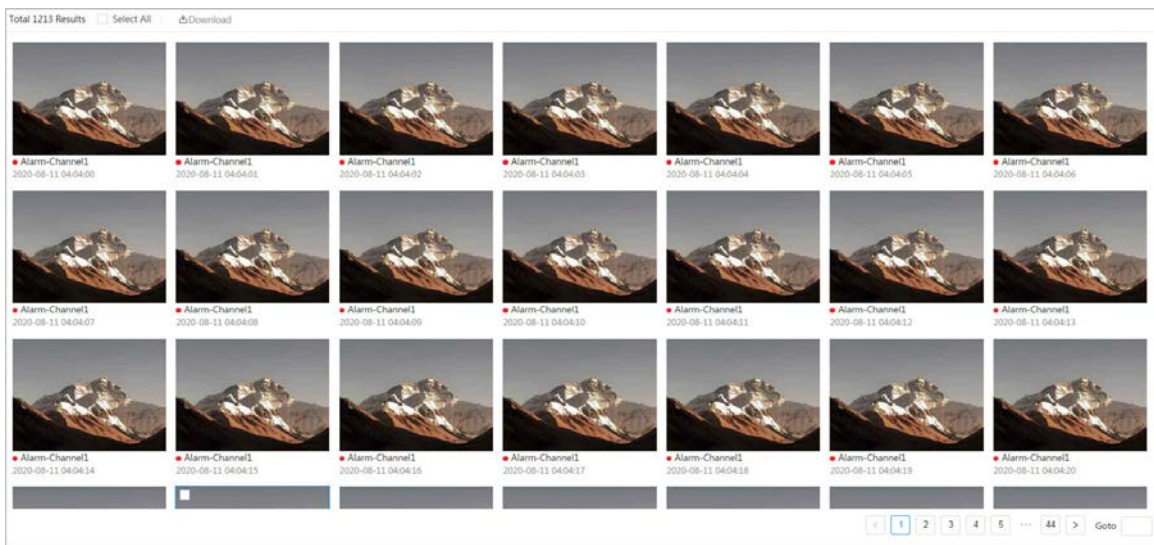 Total 1213 Results Select All Download
Alarm-Channel1 Alarm-Channel1 Alarm-Channel1 Alarm-Channel1 Alarm-Channel1 Alarm-Channel1 Alarm-Channel1
2020-08-11 04:04:00 2020-08-11 04:04:01 2020-08-11 04:04:02 2020-08-11 04:04:03 2020-08-11 04:04:04 2020-08-11 04:04:05 2020-08-11 04:04:06
Alarm-Channel1 Alarm-Channel1 Alarm-Channel1 Alarm-Channel1 Alarm-Channel1 Alarm-Channel1 Alarm-Channel1
2020-08-11 04:04:07 2020-08-11 04:04:08 2020-08-11 04:04:09 2020-08-11 04:04:10 2020-08-11 04:04:11 2020-08-11 04:04:12 2020-08-11 04:04:13
Alarm-Channel1 Alarm-Channel1 Alarm-Channel1 Alarm-Channel1 Alarm-Channel1 Alarm-Channel1 Alarm-Channel1
2020-08-11 04:04:14 2020-08-11 04:04:15 2020-08-11 04:04:16 2020-08-11 04:04:17 2020-08-11 04:04:18 2020-08-11 04:04:19 2020-08-11 04:04:20
< 1 2 3 4 5 ··· 44 > Goto